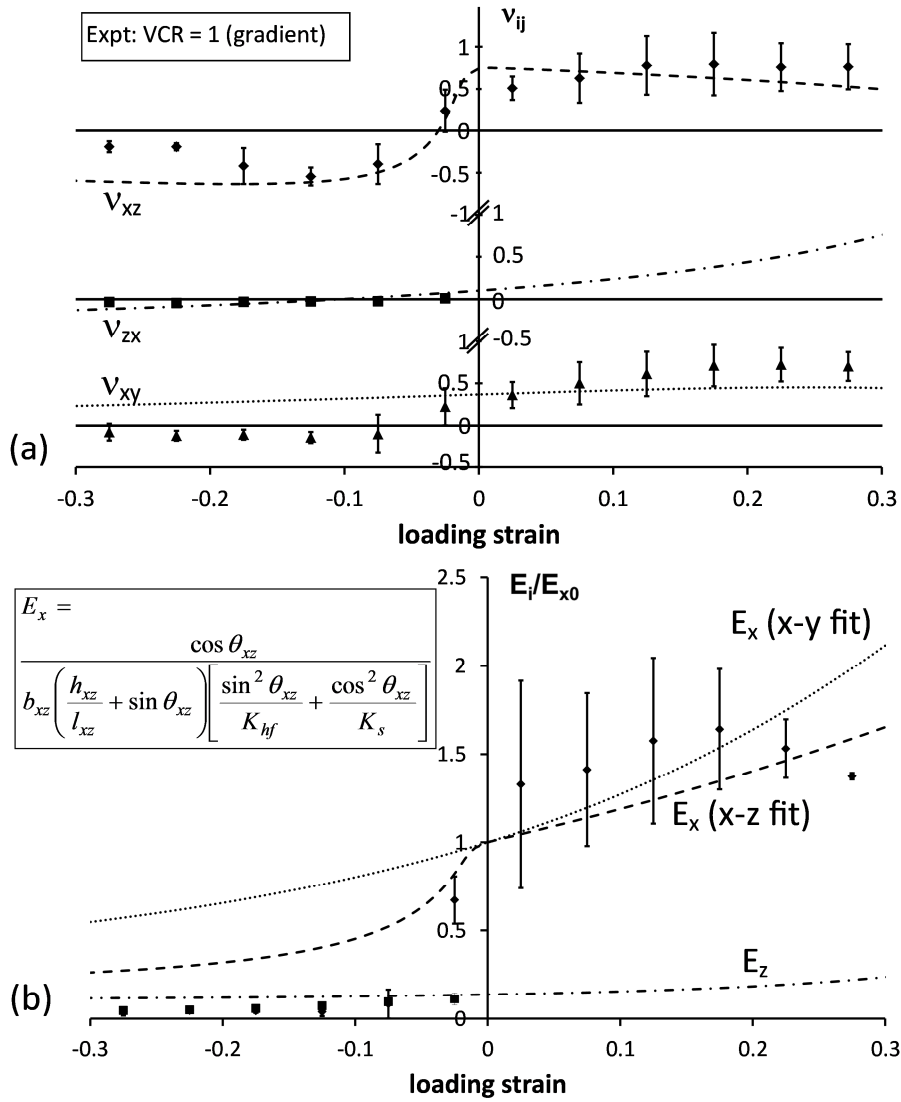 Expt: VCR = 1 (gradient)
ν_ij
1
0.5
0
-0.5
-1
ν_xz
1
0.5
0
-0.5
ν_zx
1
0.5
0
-0.5
ν_xy
(a)
-0.3 -0.2 -0.1 0 0.1 0.2 0.3
loading strain
E_i/E_x0
2.5
2
1.5
1
0.5
0
E_x =
cos θ_xz
b_xz(h_xz/l_xz + sin θ_xz)[sin² θ_xz/K_hf + cos² θ_xz/K_s]
E_x (x-y fit)
E_x (x-z fit)
E_z
(b)
-0.3 -0.2 -0.1 0 0.1 0.2 0.3
loading strain